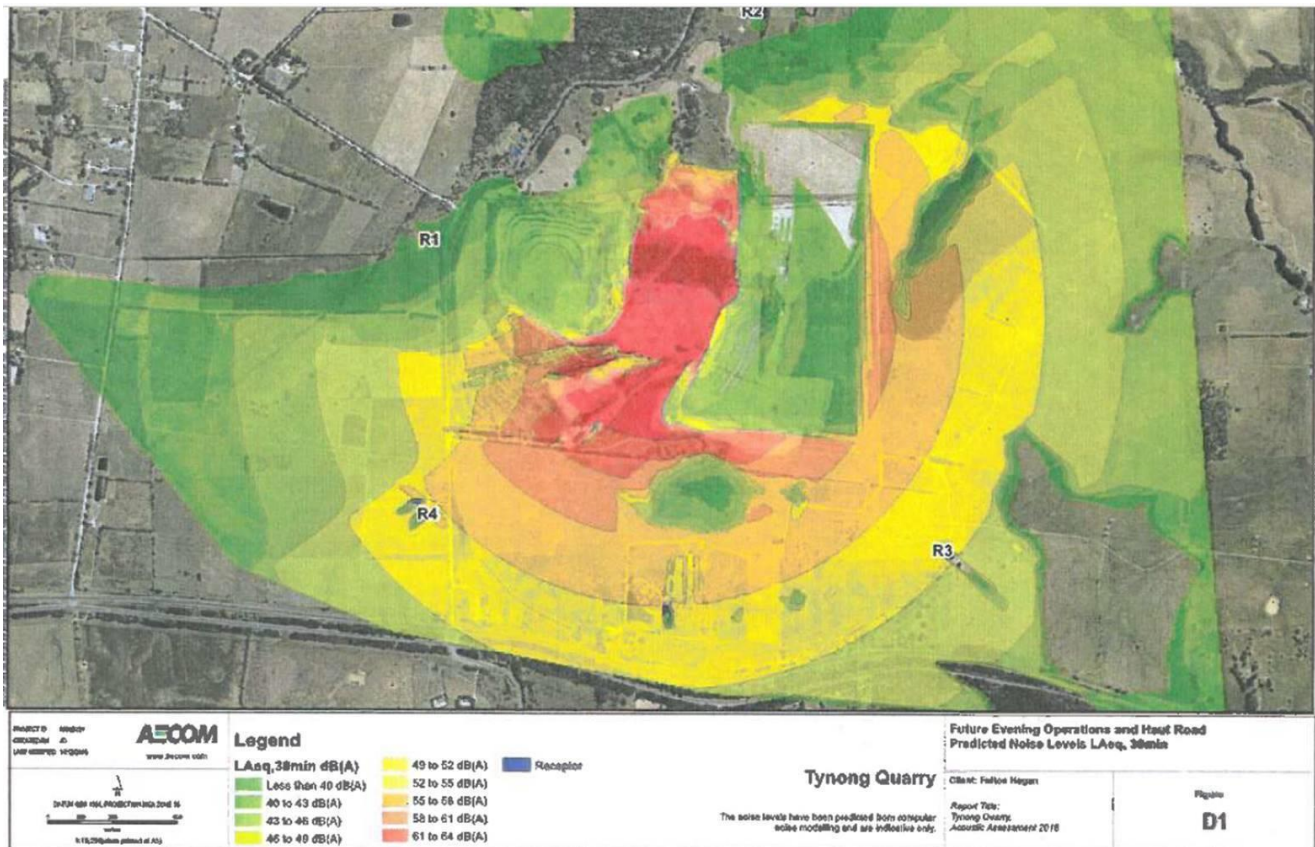 R2
R1
R4
R3
AECOM
www.aecom.com
Legend
LAeq,30min dB(A)
Less than 40 dB(A)
40 to 43 dB(A)
43 to 46 dB(A)
46 to 49 dB(A)
49 to 52 dB(A)
52 to 55 dB(A)
55 to 58 dB(A)
58 to 61 dB(A)
61 to 64 dB(A)
Receptor
Tynong Quarry
The noise levels have been predicted from computer
noise modelling and are indicative only.
Future Evening Operations and Haul Road
Predicted Noise Levels LAeq, 30min
Client: Fulton Hogan
Report Title:
Tynong Quarry,
Acoustic Assessment 2016
Figure
D1